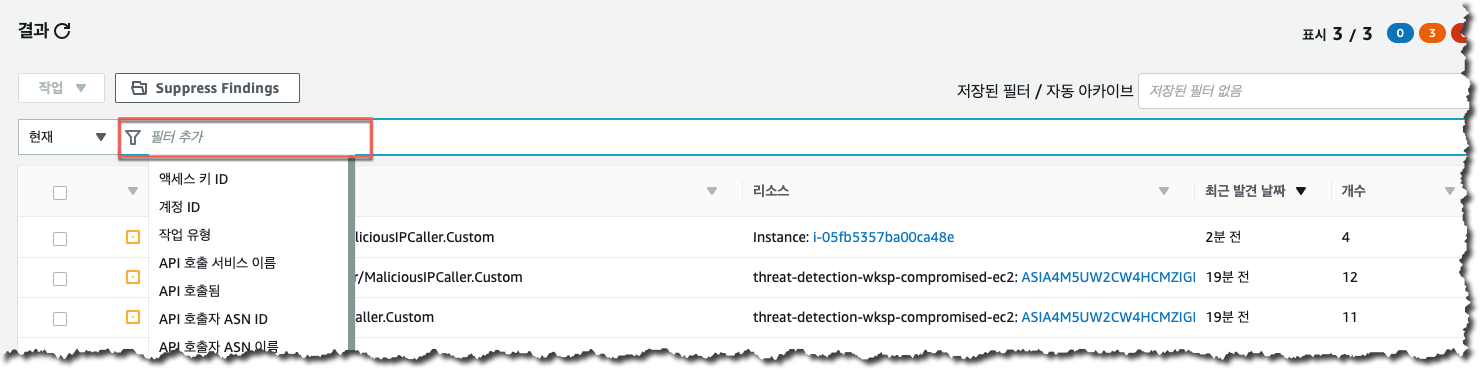 결과
표시 3 / 3 0 3
작업 Suppress Findings 저장된 필터 / 자동 아카이브 저장된 필터 없음
현재 필터 추가
액세스 키 ID
계정 ID
작업 유형
API 호출 서비스 이름
API 호출됨
API 호출자 ASN ID
API 호출자 ASN 이름
리소스 최근 발견 날짜 개수
liciousIPCaller.Custom Instance: i-05fb5357ba00ca48e 2분 전 4
r/MaliciousIPCaller.Custom threat-detection-wksp-compromised-ec2: ASIA4M5UW2CW4HCMZIGI 19분 전 12
aller.Custom threat-detection-wksp-compromised-ec2: ASIA4M5UW2CW4HCMZIGI 19분 전 11